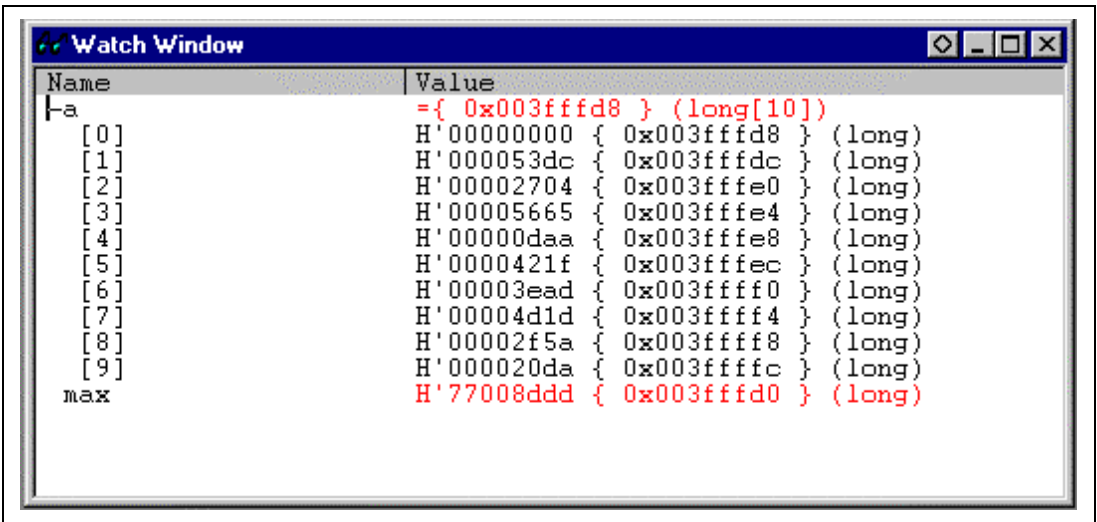 Watch Window
Name Value
-a ={ 0x003fffd8 } (long[10])
[0] H'00000000 { 0x003fffd8 } (long)
[1] H'000053dc { 0x003fffdc } (long)
[2] H'00002704 { 0x003fffe0 } (long)
[3] H'00005665 { 0x003fffe4 } (long)
[4] H'00000daa { 0x003fffe8 } (long)
[5] H'0000421f { 0x003fffec } (long)
[6] H'00003ead { 0x003ffff0 } (long)
[7] H'00004d1d { 0x003ffff4 } (long)
[8] H'00002f5a { 0x003ffff8 } (long)
[9] H'000020da { 0x003ffffc } (long)
max H'77008ddd { 0x003fffd0 } (long)